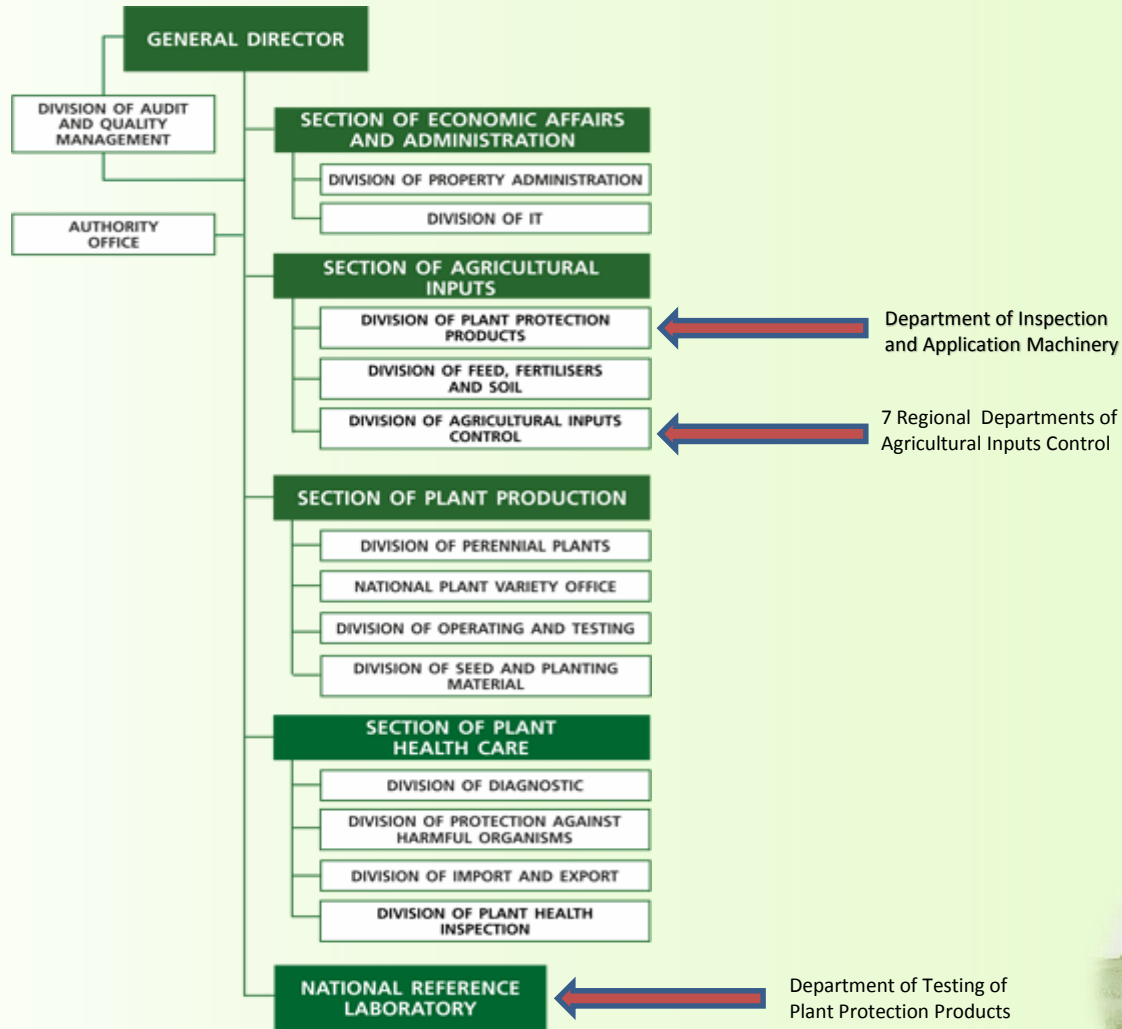 GENERAL DIRECTOR
DIVISION OF AUDIT
AND QUALITY
MANAGEMENT
SECTION OF ECONOMIC AFFAIRS
AND ADMINISTRATION
DIVISION OF PROPERTY ADMINISTRATION
DIVISION OF IT
AUTHORITY
OFFICE
SECTION OF AGRICULTURAL
INPUTS
DIVISION OF PLANT PROTECTION
PRODUCTS
Department of Inspection
and Application Machinery
DIVISION OF FEED, FERTILISERS
AND SOIL
DIVISION OF AGRICULTURAL INPUTS
CONTROL
7 Regional Departments of
Agricultural Inputs Control
SECTION OF PLANT PRODUCTION
DIVISION OF PERENNIAL PLANTS
NATIONAL PLANT VARIETY OFFICE
DIVISION OF OPERATING AND TESTING
DIVISION OF SEED AND PLANTING
MATERIAL
SECTION OF PLANT
HEALTH CARE
DIVISION OF DIAGNOSTIC
DIVISION OF PROTECTION AGAINST
HARMFUL ORGANISMS
DIVISION OF IMPORT AND EXPORT
DIVISION OF PLANT HEALTH
INSPECTION
NATIONAL REFERENCE
LABORATORY
Department of Testing of
Plant Protection Products